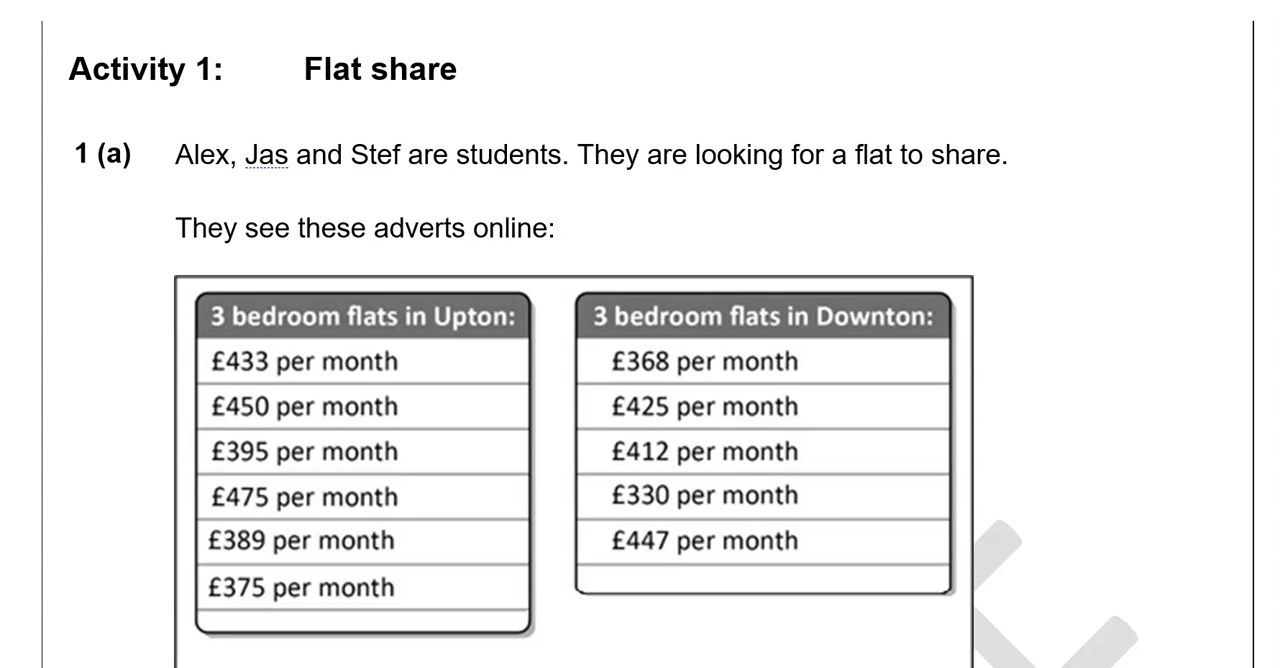 Activity 1: Flat share
1 (a) Alex, Jas and Stef are students. They are looking for a flat to share.
They see these adverts online:
3 bedroom flats in Upton:
£433 per month
£450 per month
£395 per month
£475 per month
£389 per month
£375 per month
3 bedroom flats in Downton:
£368 per month
£425 per month
£412 per month
£330 per month
£447 per month